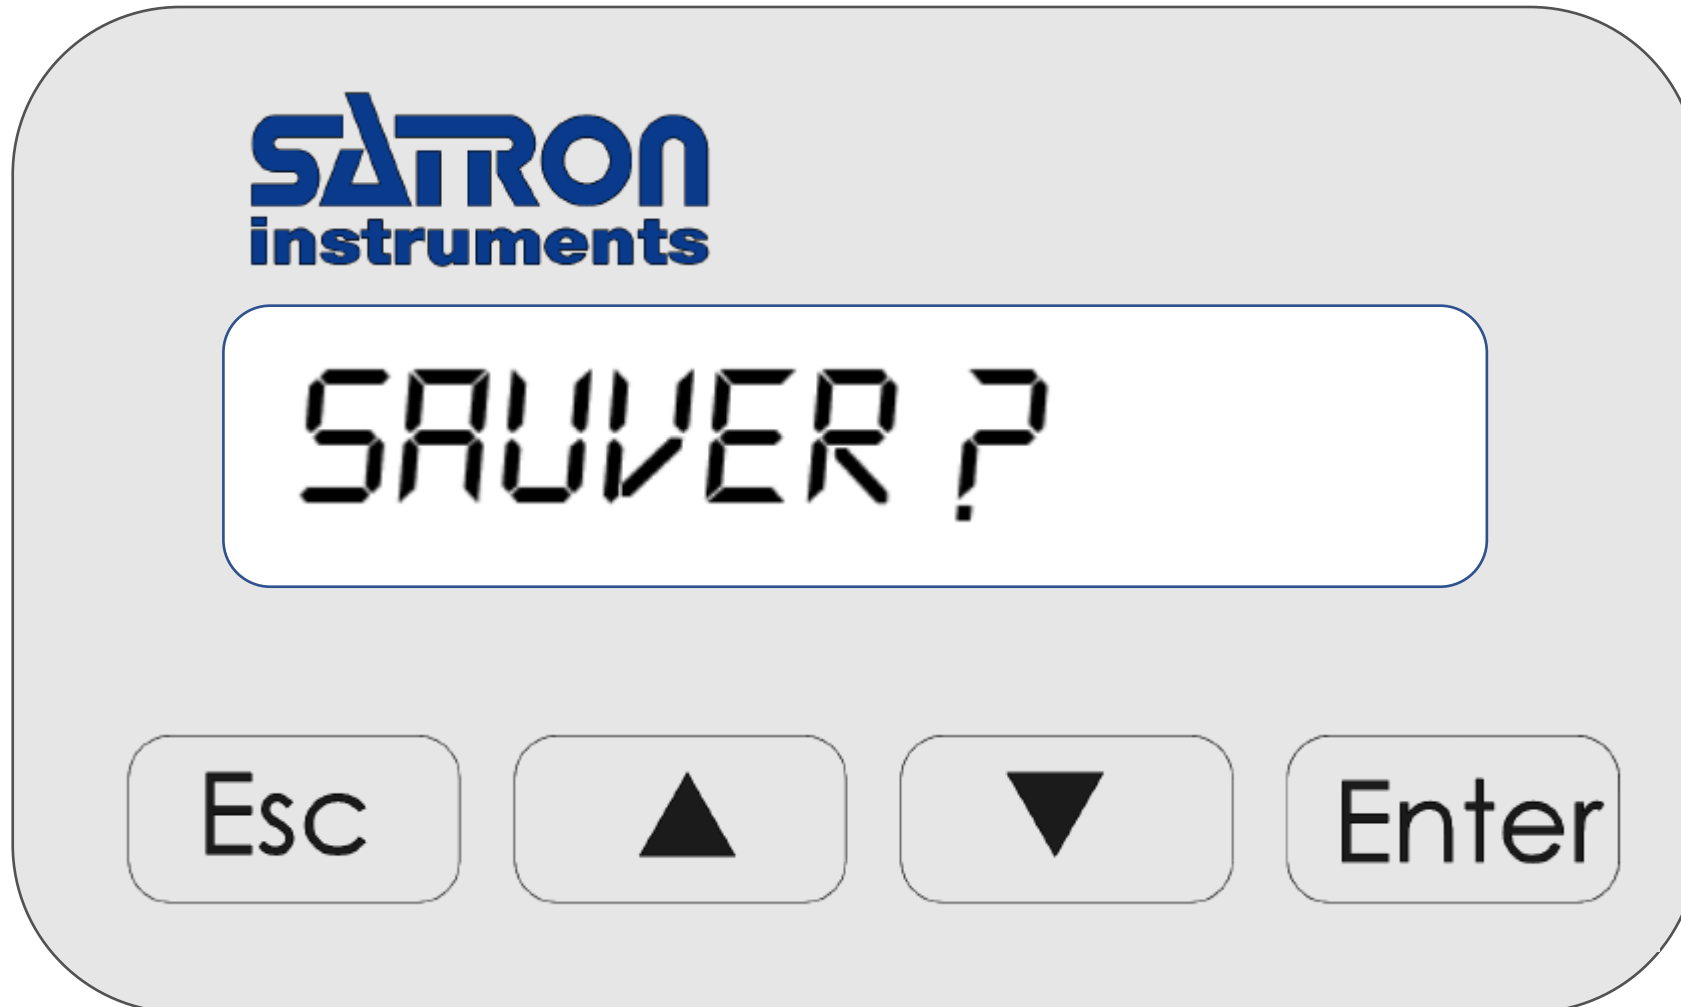 SATRON
instruments
SAUVER ?
Esc ▲ ▼ Enter